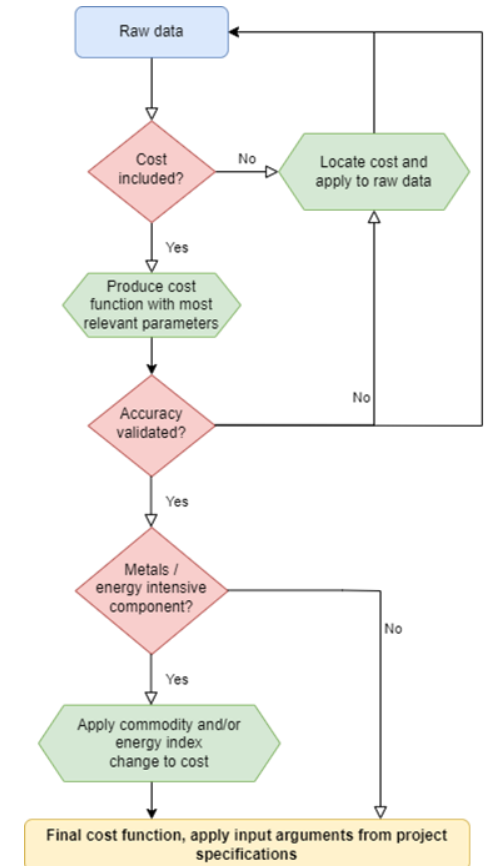 Raw data
Cost
included?
No
Locate cost and
apply to raw data
Yes
Produce cost
function with most
relevant parameters
No
Accuracy
validated?
Yes
Metals /
energy intensive
component?
No
Yes
Apply commodity and/or
energy index
change to cost
Final cost function, apply input arguments from project
specifications